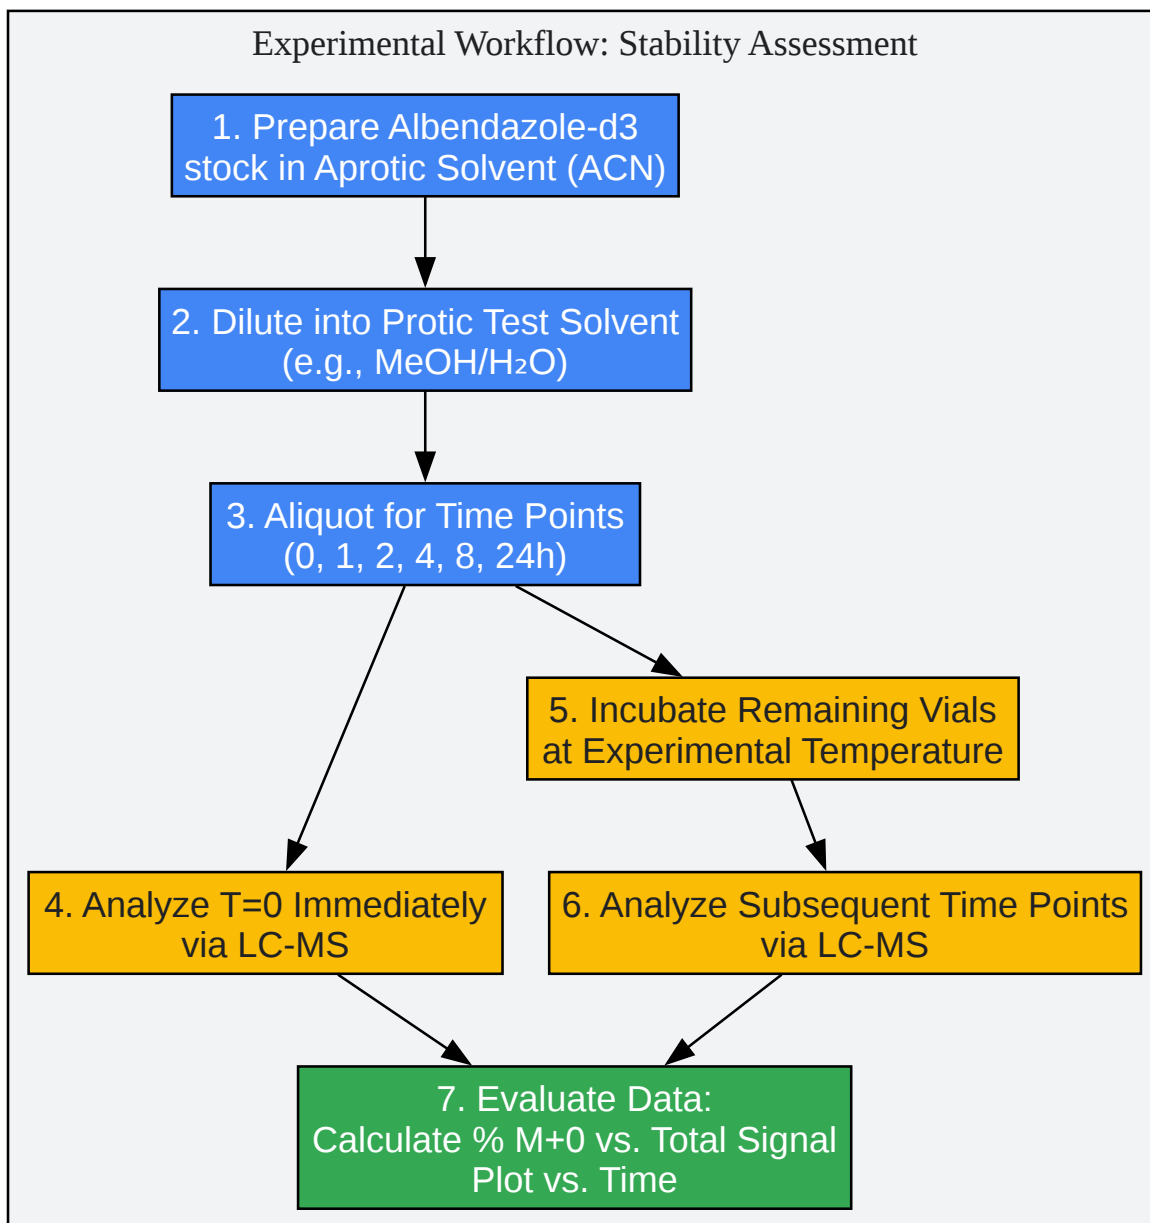 Experimental Workflow: Stability Assessment
1. Prepare Albendazole-d3
stock in Aprotic Solvent (ACN)
2. Dilute into Protic Test Solvent
(e.g., MeOH/H₂O)
3. Aliquot for Time Points
(0, 1, 2, 4, 8, 24h)
4. Analyze T=0 Immediately
via LC-MS
5. Incubate Remaining Vials
at Experimental Temperature
6. Analyze Subsequent Time Points
via LC-MS
7. Evaluate Data:
Calculate % M+0 vs. Total Signal
Plot vs. Time